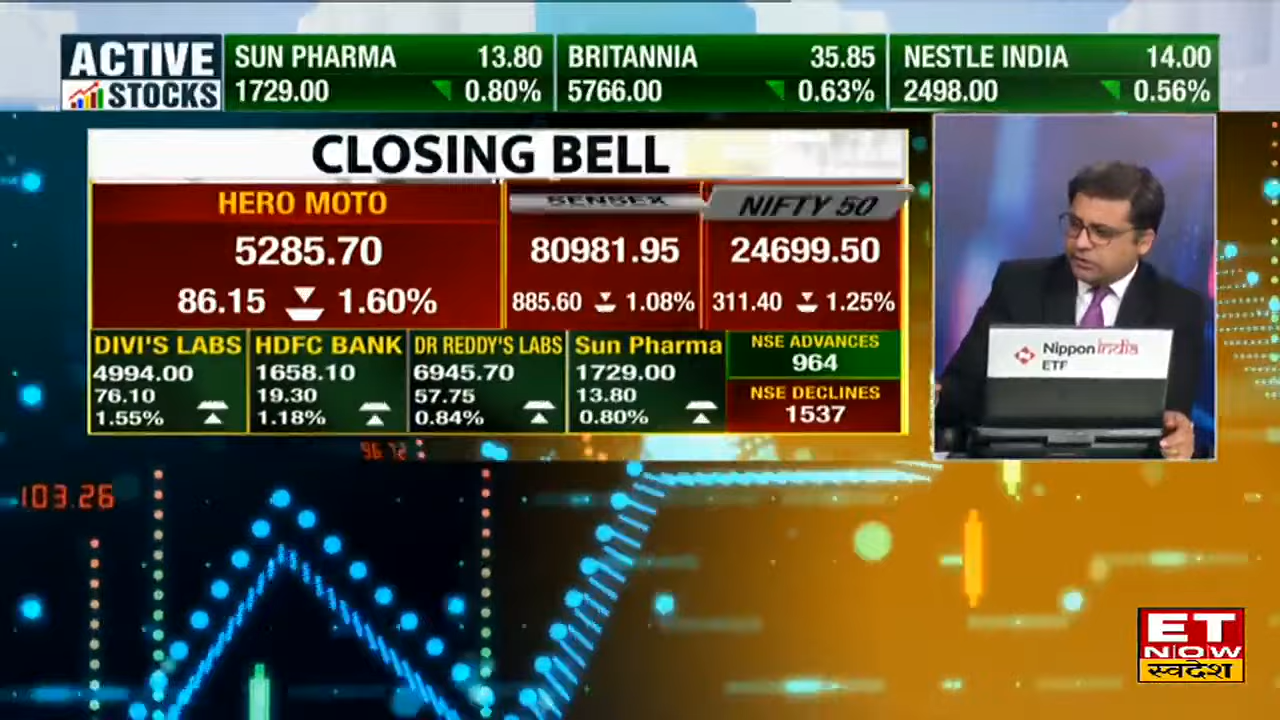 ACTIVE
STOCKS
SUN PHARMA 13.80
1729.00 0.80%
BRITANNIA 35.85
5766.00 0.63%
NESTLE INDIA 14.00
2498.00 0.56%
CLOSING BELL
HERO MOTO
5285.70
86.15 1.60%
SENSEX
80981.95
885.60 1.08%
NIFTY 50
24699.50
311.40 1.25%
DIVI'S LABS
4994.00
76.10
1.55%
HDFC BANK
1658.10
19.30
1.18%
DR REDDY'S LABS
6945.70
57.75
0.84%
Sun Pharma
1729.00
13.80
0.80%
NSE ADVANCES
964
NSE DECLINES
1537
Nippon india
ETF
96.72
103.26
ET
NOW
स्वदेश